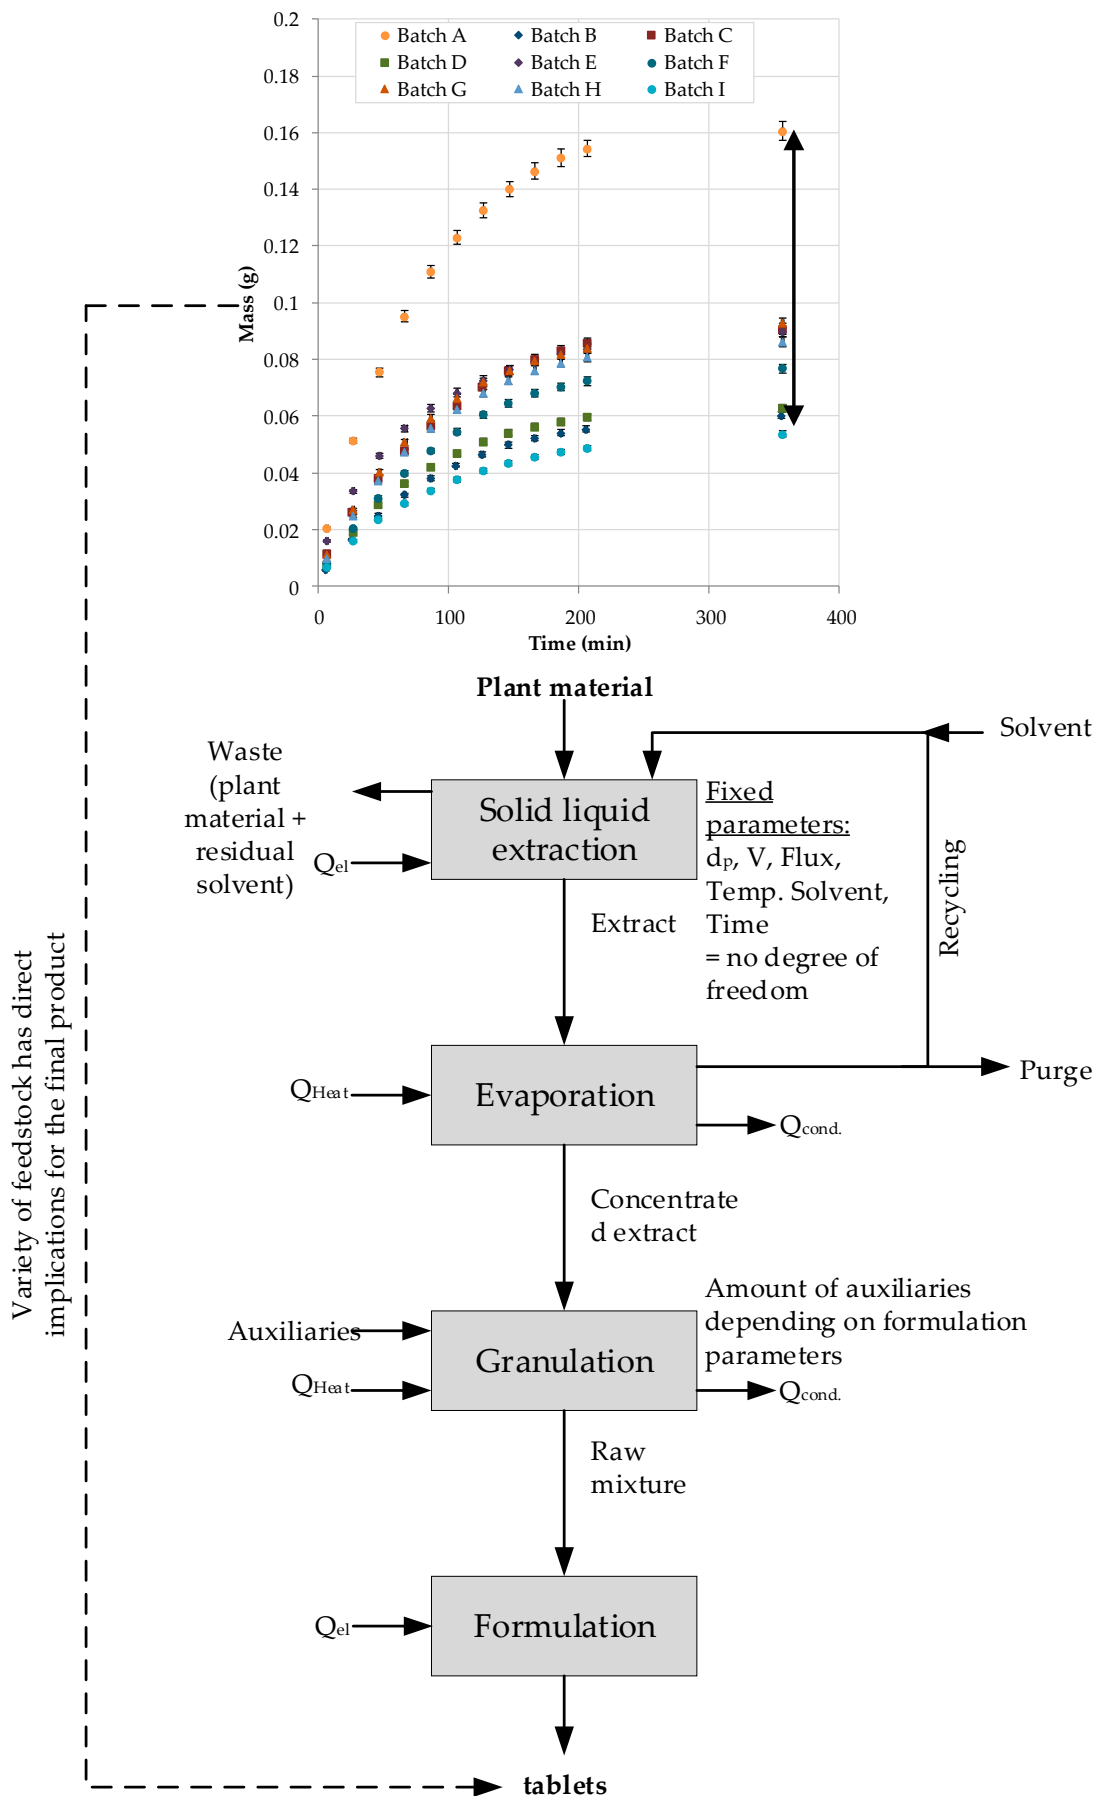 0.2
0.18
0.16
0.14
0.12
0.1
0.08
0.06
0.04
0.02
0
Mass (g)
Batch A
Batch B
Batch C
Batch D
Batch E
Batch F
Batch G
Batch H
Batch I
0
100
200
300
400
Time (min)
Plant material
Solvent
Waste
(plant
material +
residual
solvent)
Qel
Solid liquid
extraction
Fixed
parameters:
dp, V, Flux,
Temp. Solvent,
Time
= no degree of
freedom
Recycling
Extract
QHeat
Evaporation
Purge
Qcond.
Concentrate
d extract
Variety of feedstock has direct
implications for the final product
Auxiliaries
QHeat
Granulation
Amount of auxiliaries
depending on formulation
parameters
Qcond.
Raw
mixture
Qel
Formulation
tablets